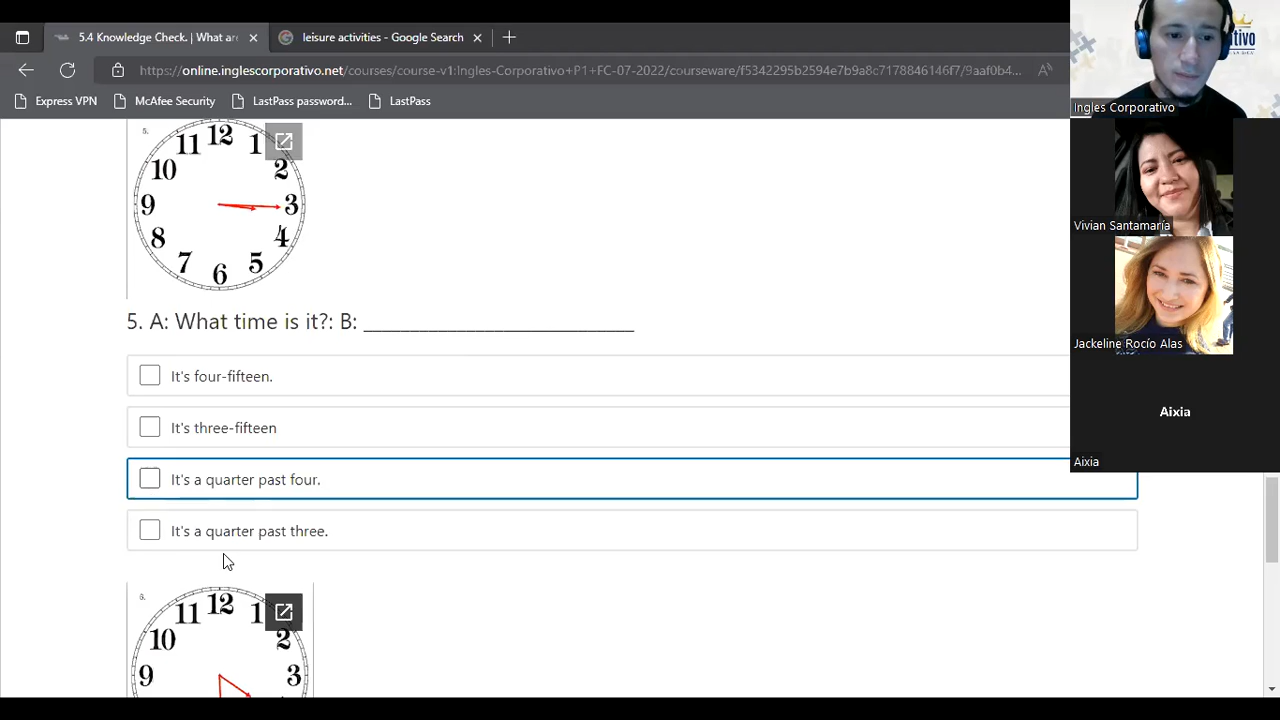 5.4 Knowledge Check. | What are
leisure activities - Google Search
https://online.inglescorporativo.net/courses/course-v1:Ingles-Corporativo+P1+FC-07-2022/courseware/f5342295b2594e7b9a8c7178846146f7/9aaf0b4...
Express VPN
McAfee Security
LastPass password...
LastPass
5.
12
11 1
10 2
9 3
8 4
7 5
6
5. A: What time is it?: B: ___________________________
It's four-fifteen.
It's three-fifteen
It's a quarter past four.
It's a quarter past three.
12
11 1
10 2
9 3
Ingles Corporativo
Vivian Santamaría
Jackeline Rocío Alas
Aixia
Aixia